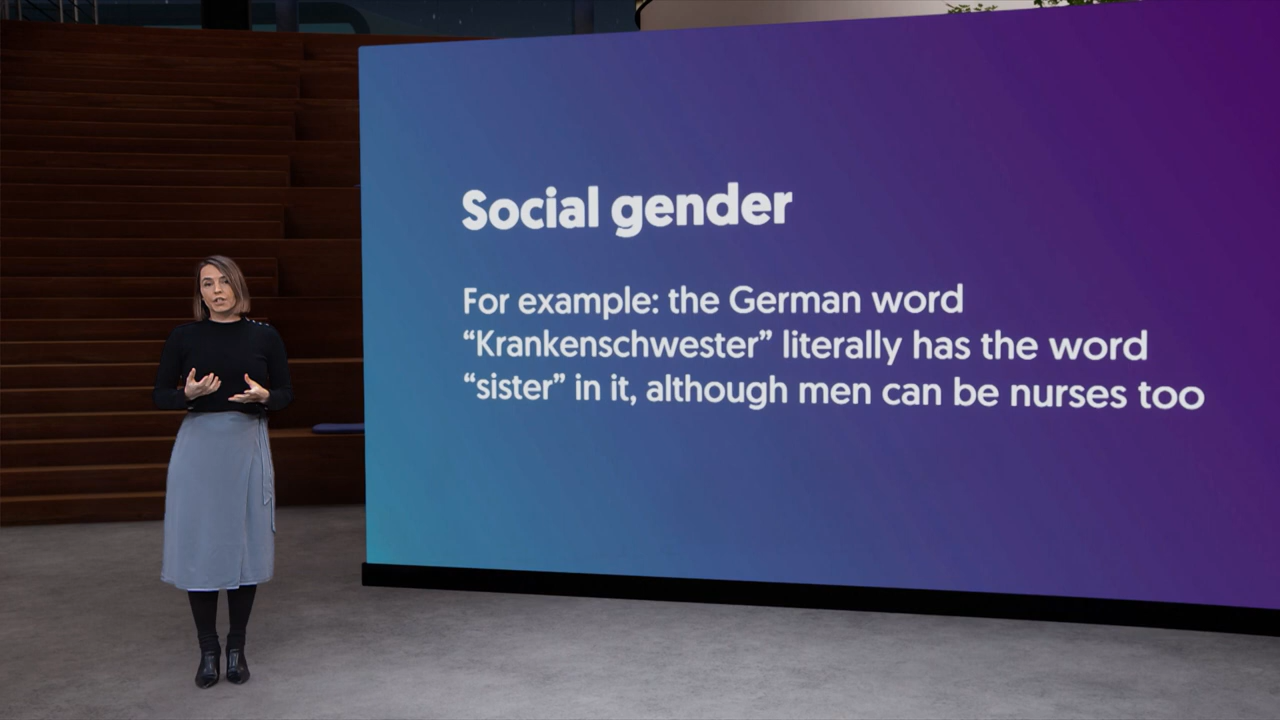 Social gender
For example: the German word
“Krankenschwester” literally has the word
“sister” in it, although men can be nurses too